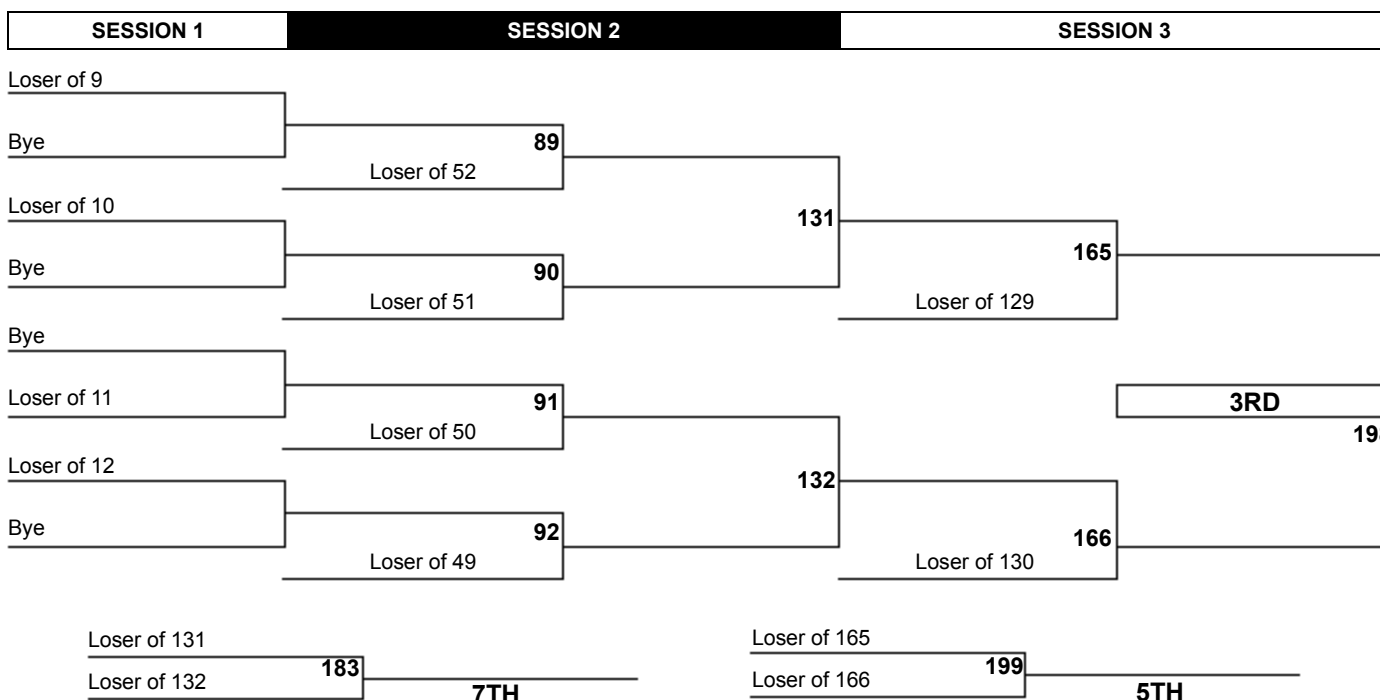 SESSION 1 SESSION 2 SESSION 3
Loser of 9
Bye
89
Loser of 52
Loser of 10
131
Bye
90
165
Loser of 51
Loser of 129
Bye
Loser of 11
91
3RD
Loser of 50
Loser of 12
132
Bye
92
166
Loser of 49
Loser of 130
Loser of 131
183
Loser of 132
7TH
Loser of 165
199
Loser of 166
5TH